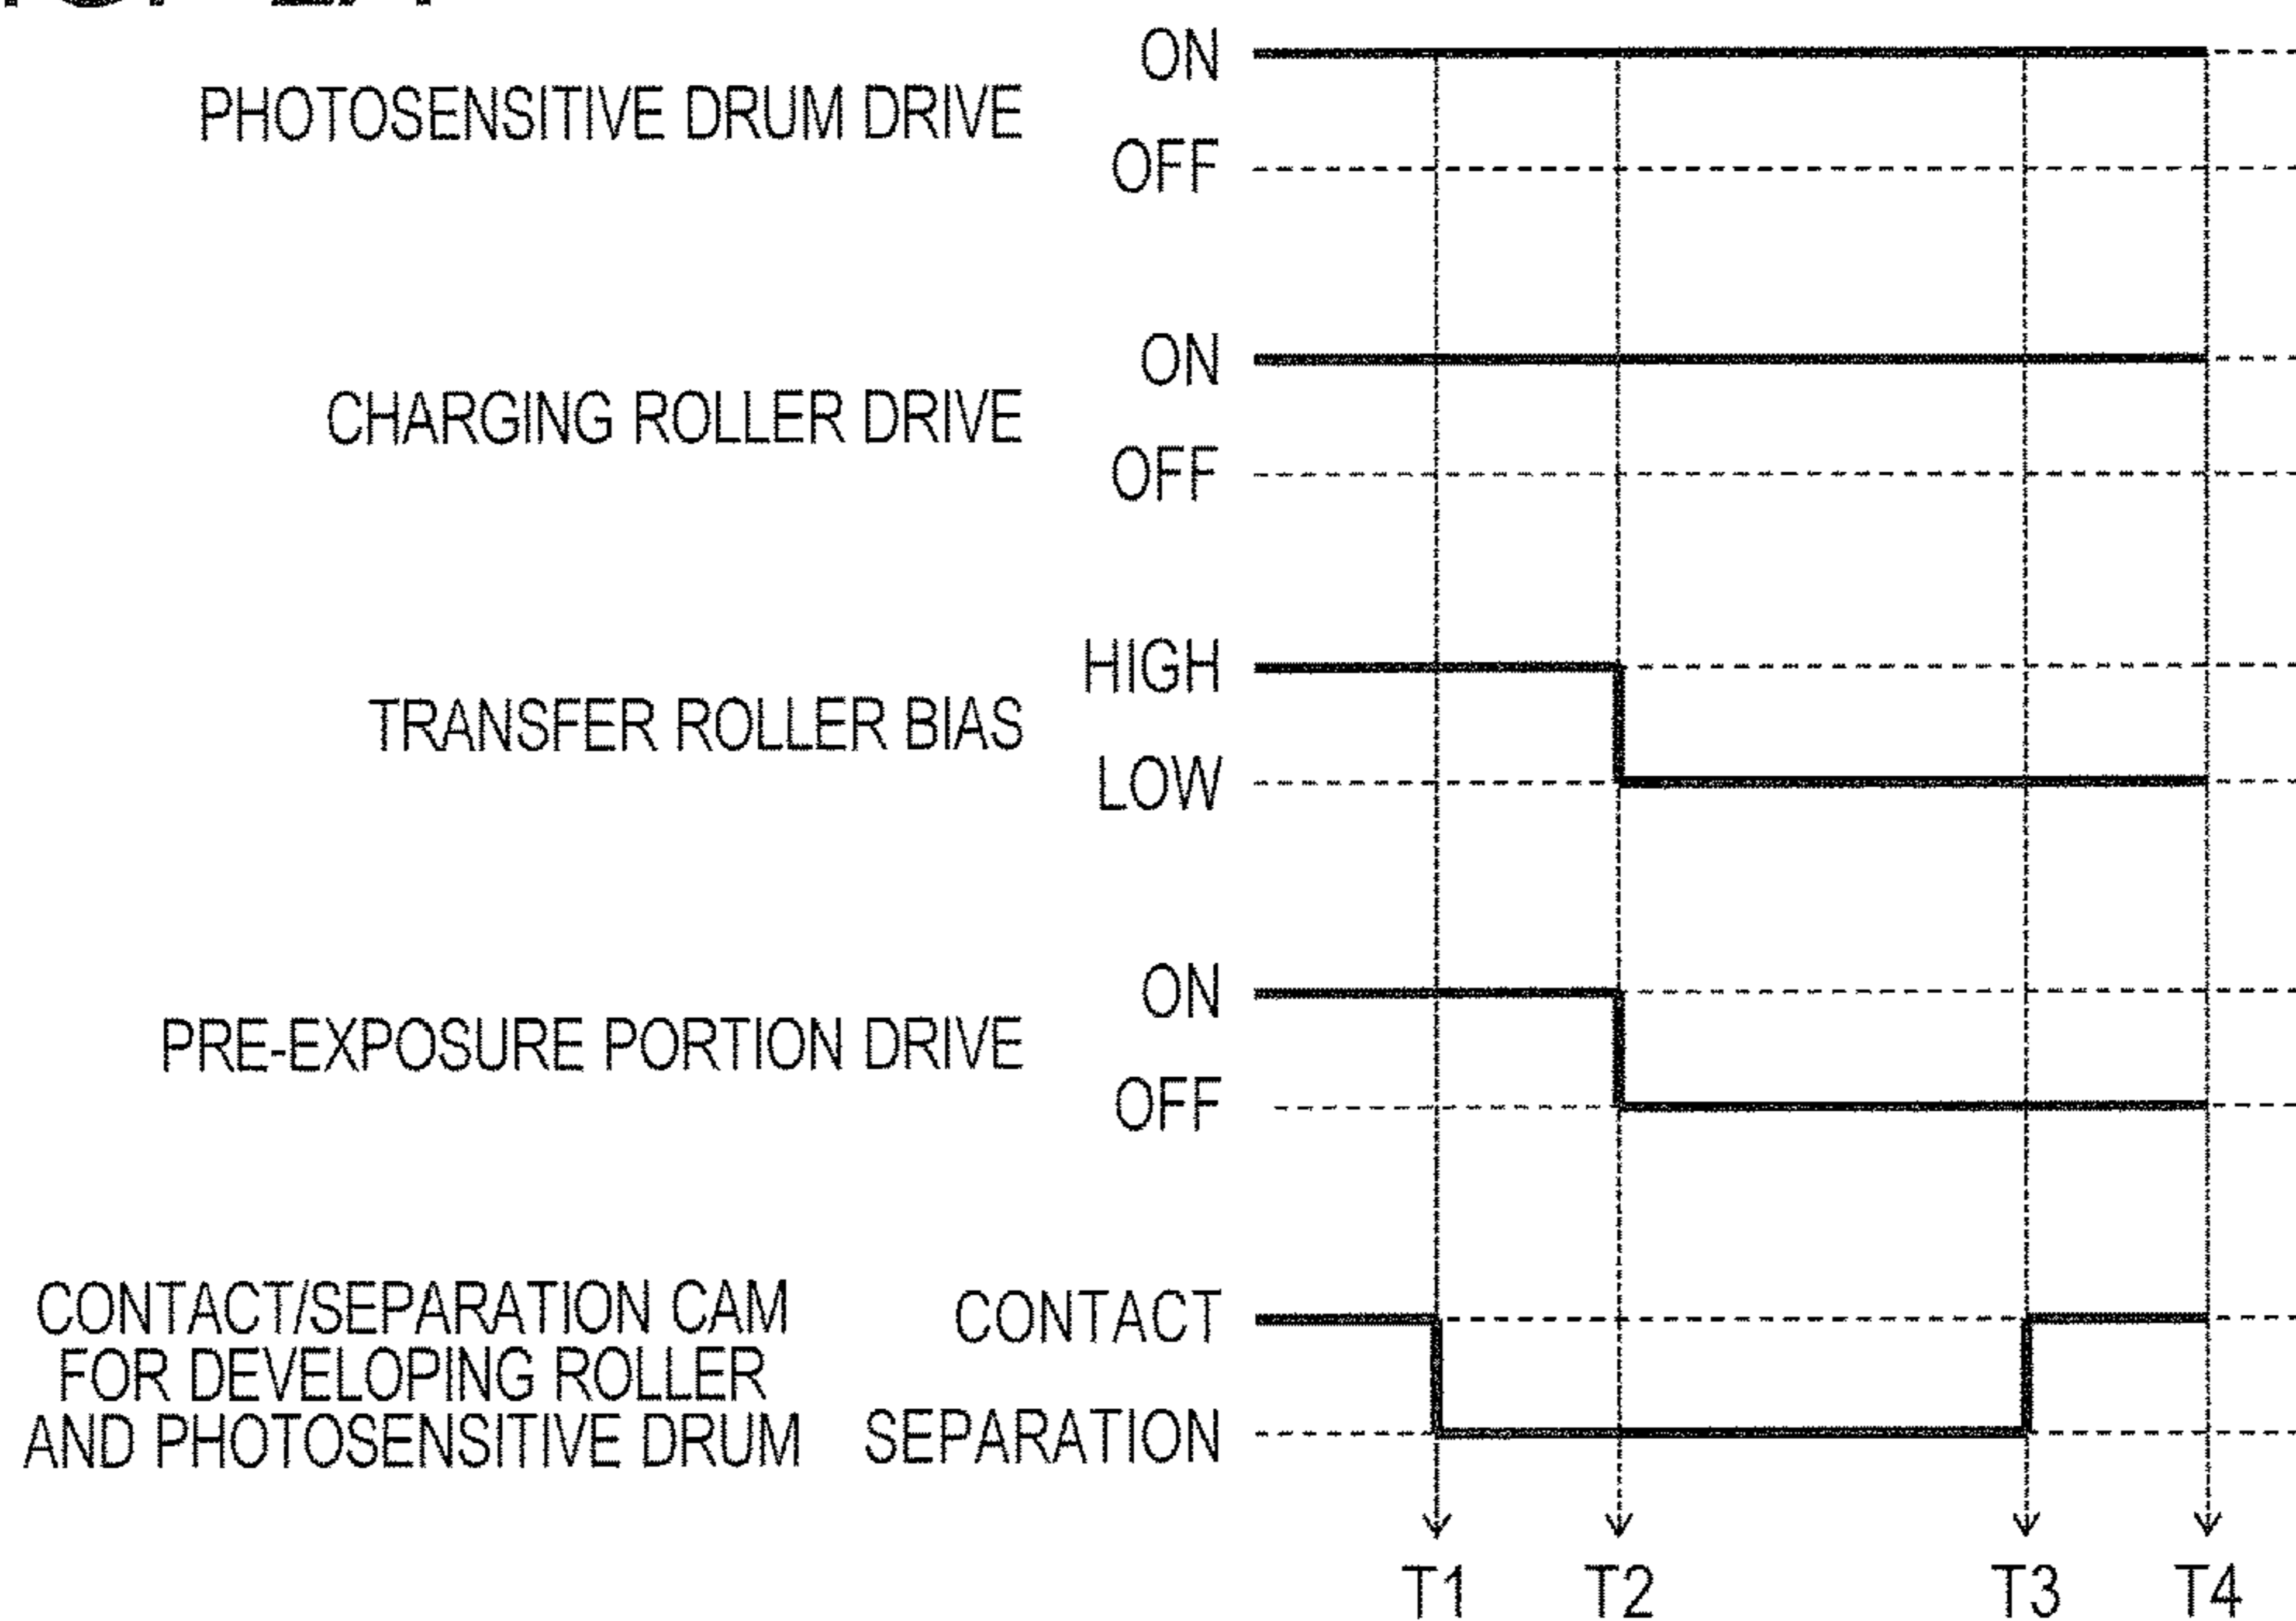 ON
PHOTOSENSITIVE DRUM DRIVE
OFF
ON
CHARGING ROLLER DRIVE
OFF
HIGH
TRANSFER ROLLER BIAS
LOW
ON
PRE-EXPOSURE PORTION DRIVE
OFF
CONTACT/SEPARATION CAM
FOR DEVELOPING ROLLER
AND PHOTOSENSITIVE DRUM
CONTACT
SEPARATION
T1 T2 T3 T4